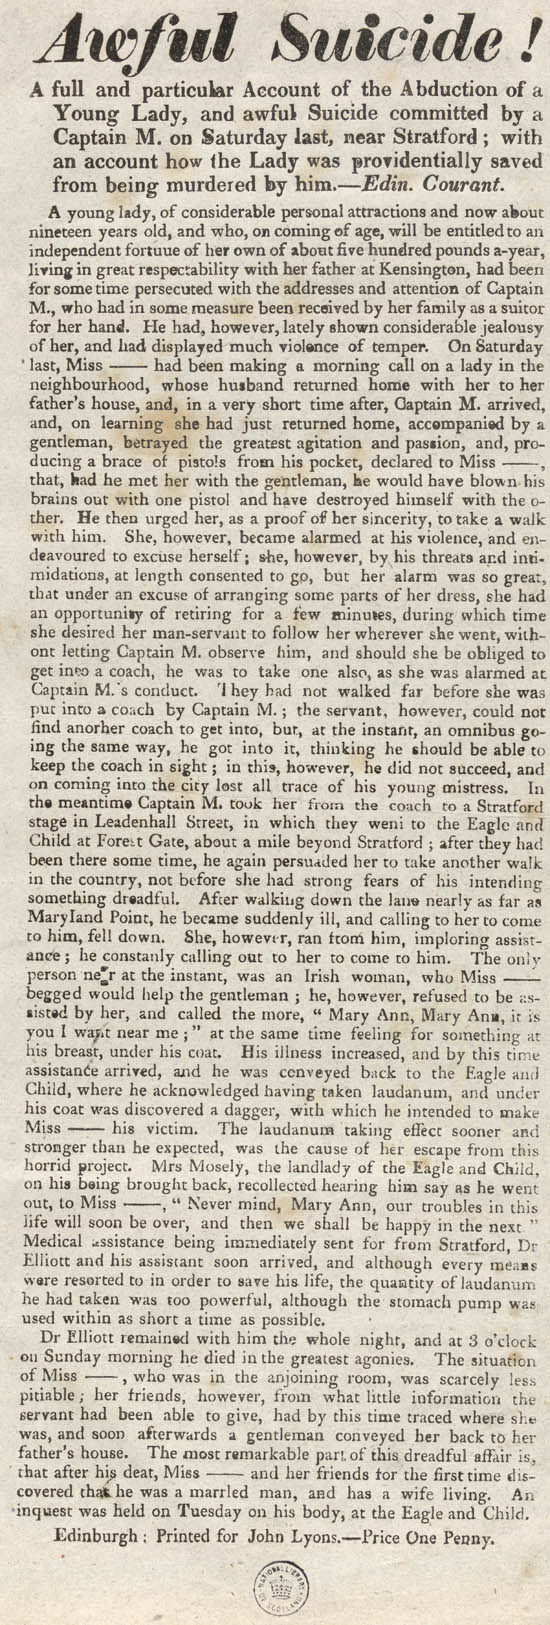 Awful Suicide !
A full and particular Account of the Abduction of a
Young Lady, and awful Suicide committed by a
Captain M. on Saturday last, near Stratford ; with
an account how the Lady was providentially saved
from being murdered by him.—Edin. Courant.
A young lady, of considerable personal attractions and now about
nineteen years old, and who, on coming of age, will be entitled to an
independent fortuue of her own of about five hundred pounds a-year,
living in great respectability with her father at Kensington, had been
for some time persecuted with the addresses and attention of Captain
M., who had in some measure been received by her family as a suitor
for her hand. He had, however, lately shown considerable jealousy
of her, and had displayed much violence of temper. On Saturday
last, Miss —— had been making a morning call on a lady in the
neighbourhood, whose husband returned home with her to her
father's house, and, in a very short time after, Captain M. arrived,
and, on learning she had just returned home, accompanied by a
gentleman, betrayed the greatest agitation and passion, and, pro-
ducing a brace of pistols from his pocket, declared to Miss ——,
that, had he met her with the gentleman, he would have blown his
brains out with one pistol and have destroyed himself with the o-
ther. He then urged her, as a proof of her sincerity, to take a walk
with him. She, however, became alarmed at his violence, and en-
deavoured to excuse herself ; she, however, by his threats and inti-
midations, at length consented to go, but her alarm was so great,
that under an excuse of arranging some parts of her dress, she had
an opportunity of retiring for a few minutes, during which time
she desired her man-servant to follow her wherever she went, with-
ont letting Captain M. observe him, and should she be obliged to
get into a coach, he was to take one also, as she was alarmed at
Captain M.'s conduct. They had not walked far before she was
put into a coach by Captain M. ; the servant, however, could not
find anorher coach to get into, but, at the instant, an omnibus go-
ing the same way, he got into it, thinking he should be able to
keep the coach in sight ; in this, however, he did not succeed, and
on coming into the city lost all trace of his young mistress. In
the meantime Captain M. took her from the coach to a Stratford
stage in Leadenhall Street, in which they weni to the Eagle and
Child at Forest Gate, about a mile beyond Stratford ; after they had
been there some time, he again persuaded her to take another walk
in the country, not before she had strong fears of his intending
something dreadful. After walking down the lane nearly as far as
Maryland Point, he became suddenly ill, and calling to her to come
to him, fell down. She, however, ran from him, imploring assist-
ance ; he constanly calling out to her to come to him. The only
person near at the instant, was an Irish woman, who Miss ——
begged would help the gentleman ; he, however, refused to be as-
sisted by her, and called the more, " Mary Ann, Mary Ann, it is
you I want near me ; " at the same time feeling for something at
his breast, under his coat. His illness increased, and by this time
assistance arrived, and he was conveyed back to the Eagle and
Child, where he acknowledged having taken laudanum, and under
his coat was discovered a dagger, with which he intended to make
Miss —— his victim. The laudanum taking effect sooner and
stronger than he expected, was the cause of her escape from this
horrid project. Mrs Mosely, the landlady of the Eagle and Child,
on his being brought back, recollected hearing him say as he went
out, to Miss ——, " Never mind, Mary Ann, our troubles in this
life will soon be over, and then we shall be happy in the next "
Medical assistance being immediately sent for from Stratford, Dr
Elliott and his assistant soon arrived, and although every means
were resorted to in order to save his life, the quantity of laudanum
he had taken was too powerful, although the stomach pump was
used within as short a time as possible.
Dr Elliott remained with him the whole night, and at 3 o'clock
on Sunday morning he died in the greatest agonies. The situation
of Miss ——, who was in the anjoining room, was scarcely less
pitiable ; her friends, however, from what little information the
servant had been able to give, had by this time traced where she
was, and soon afterwards a gentleman conveyed her back to her
father's house. The most remarkable part of this dreadful affair is,
that after his deat, Miss —— and her friends for the first time dis-
covered that he was a married man, and has a wife living. An
inquest was held on Tuesday on his body, at the Eagle and Child.
Edinburgh : Printed for John Lyons.—Price One Penny.
NATIONAL LIBRARY
SCOTLAND